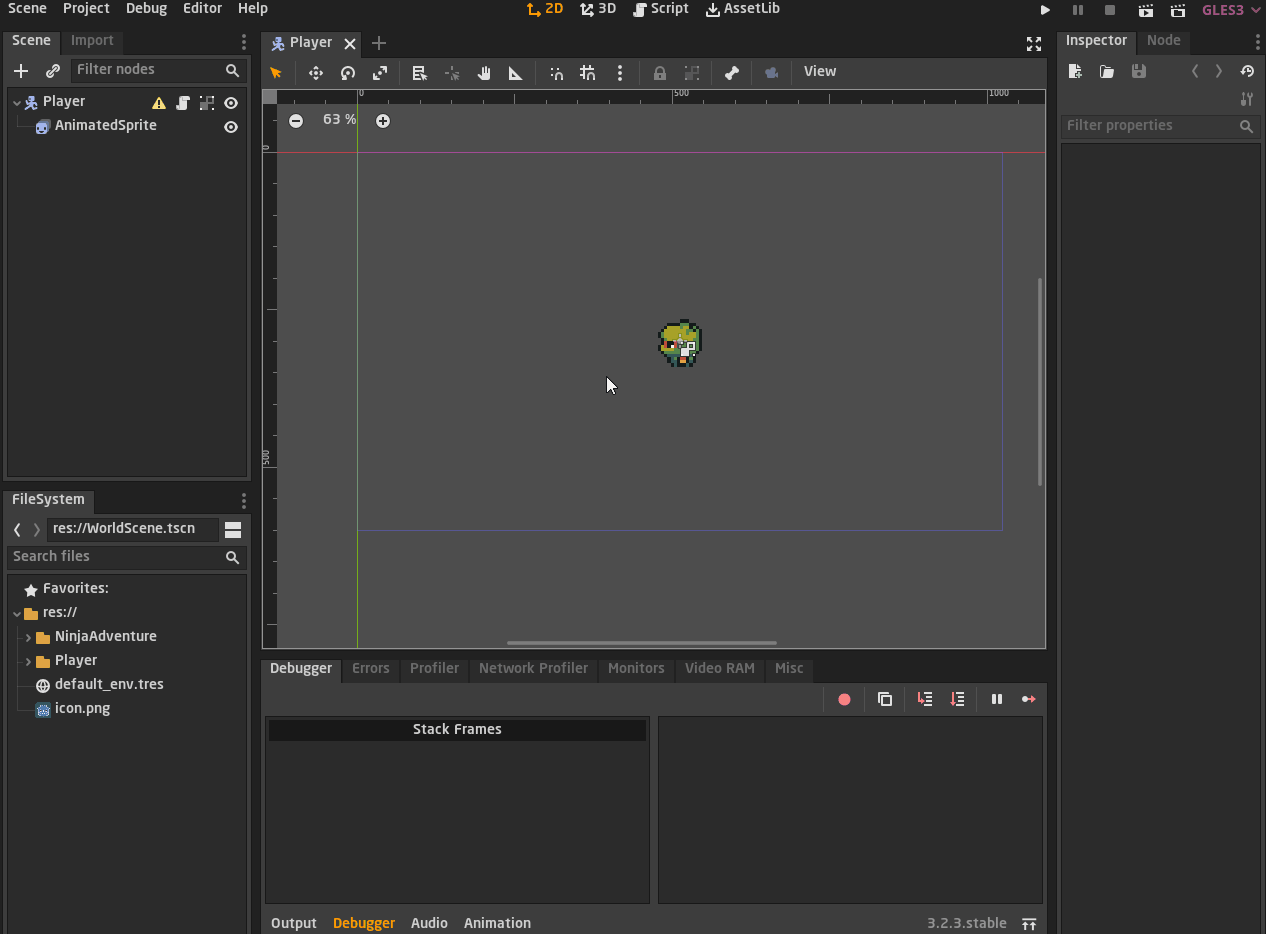 Scene Project Debug Editor Help 2D 3D Script AssetLib GLES3
Scene Import Player Inspector Node
Filter nodes View
0 500 1000
Player
63 %
AnimatedSprite Filter properties
0
500
FileSystem
res://WorldScene.tscn
Search files
Favorites:
res://
NinjaAdventure
Player
default_env.tres
icon.png
Debugger Errors Profiler Network Profiler Monitors Video RAM Misc
Stack Frames
Output Debugger Audio Animation 3.2.3.stable